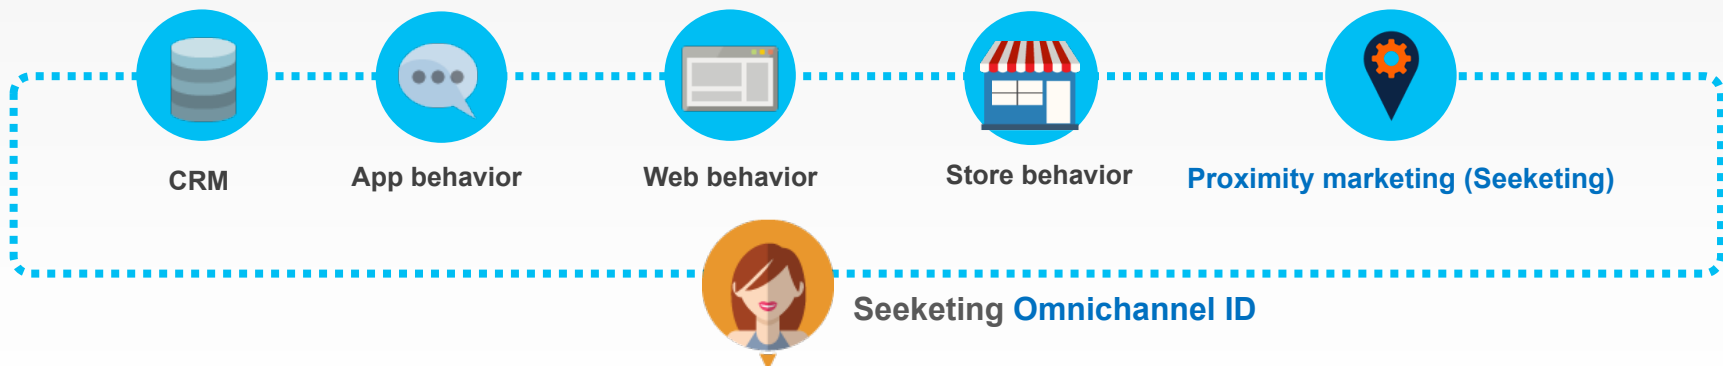 CRM
App behavior
Web behavior
Store behavior
Proximity marketing (Seeketing)
Seeketing Omnichannel ID